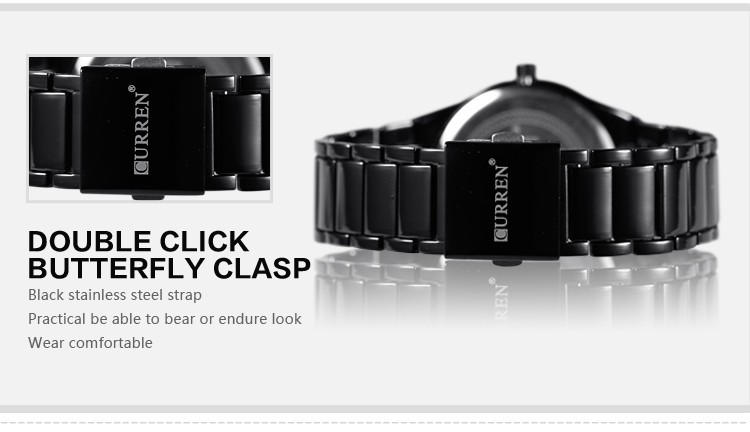 CURREN®
CURREN®
DOUBLE CLICK
BUTTERFLY CLASP
Black stainless steel strap
Practical be able to bear or endure look
Wear comfortable